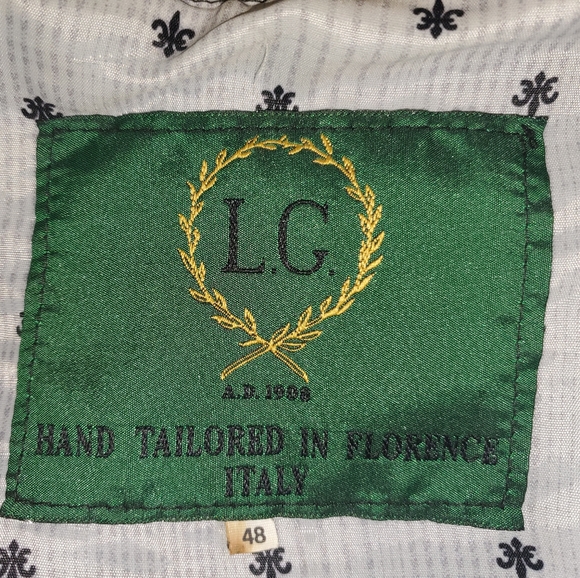 L.G.
A.D. 1908
HAND TAILORED IN FLORENCE
ITALY
48